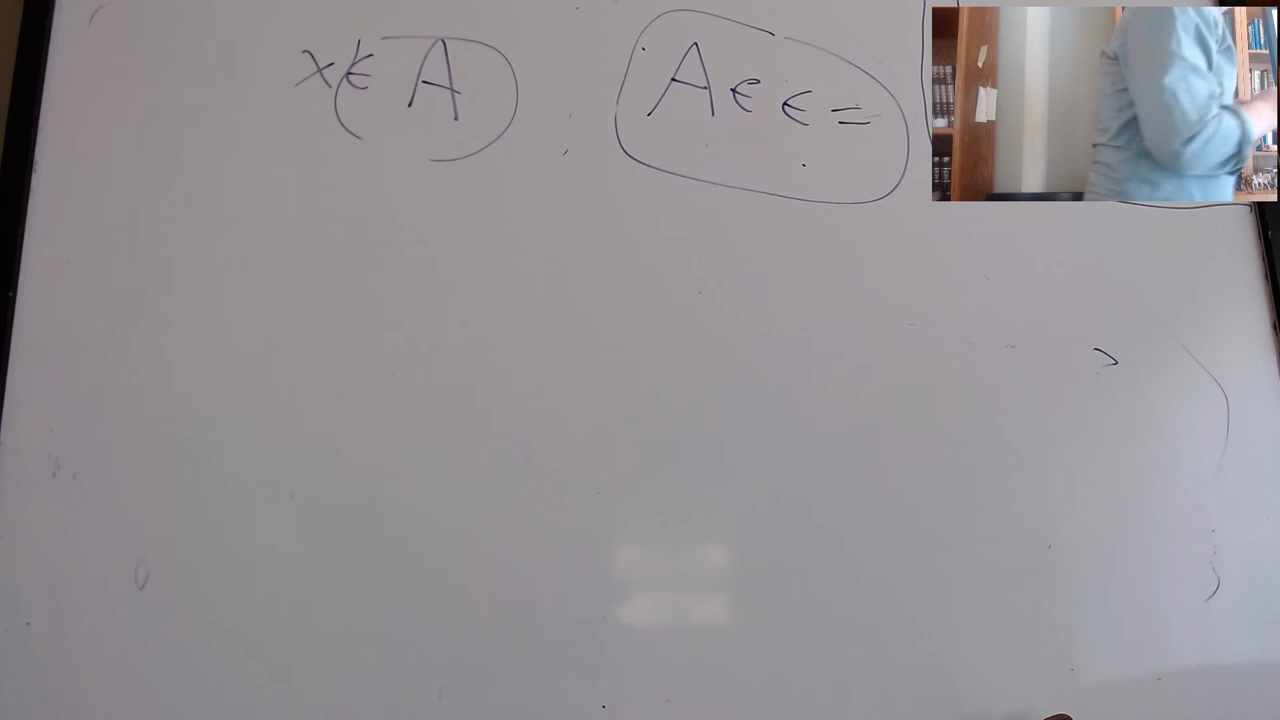 x ∈ A A ∈ ∈ =